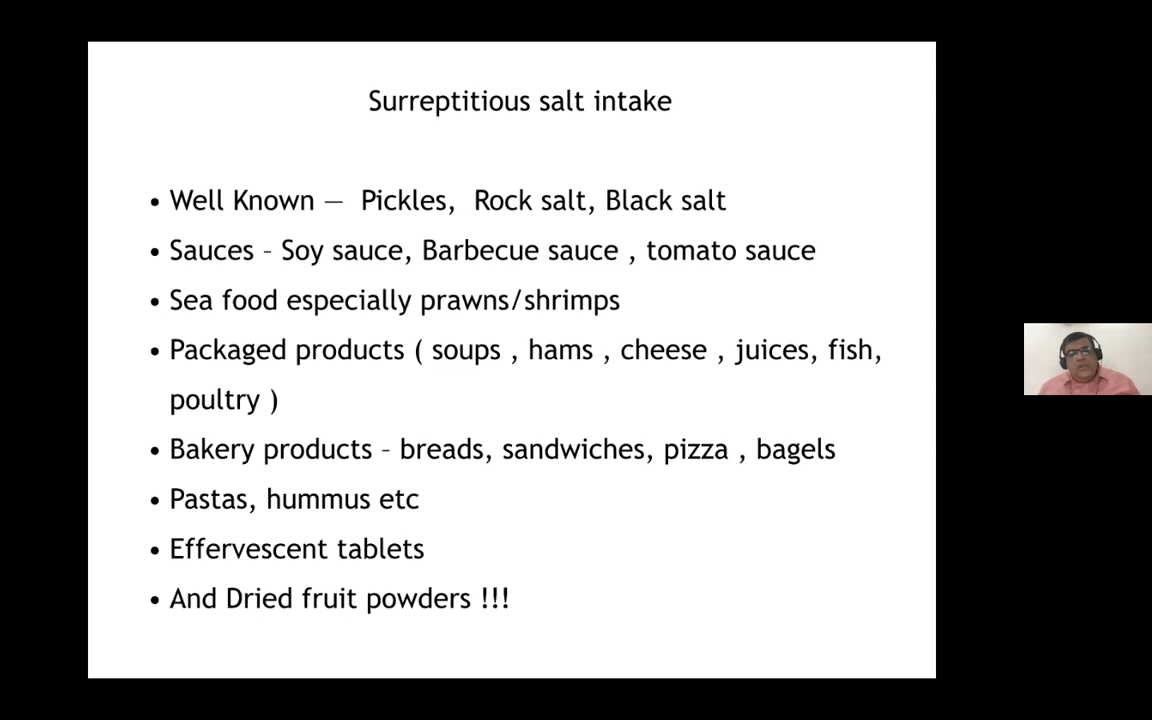 Surreptitious salt intake
• Well Known — Pickles, Rock salt, Black salt
• Sauces – Soy sauce, Barbecue sauce , tomato sauce
• Sea food especially prawns/shrimps
• Packaged products ( soups , hams , cheese , juices, fish,
poultry )
• Bakery products – breads, sandwiches, pizza , bagels
• Pastas, hummus etc
• Effervescent tablets
• And Dried fruit powders !!!